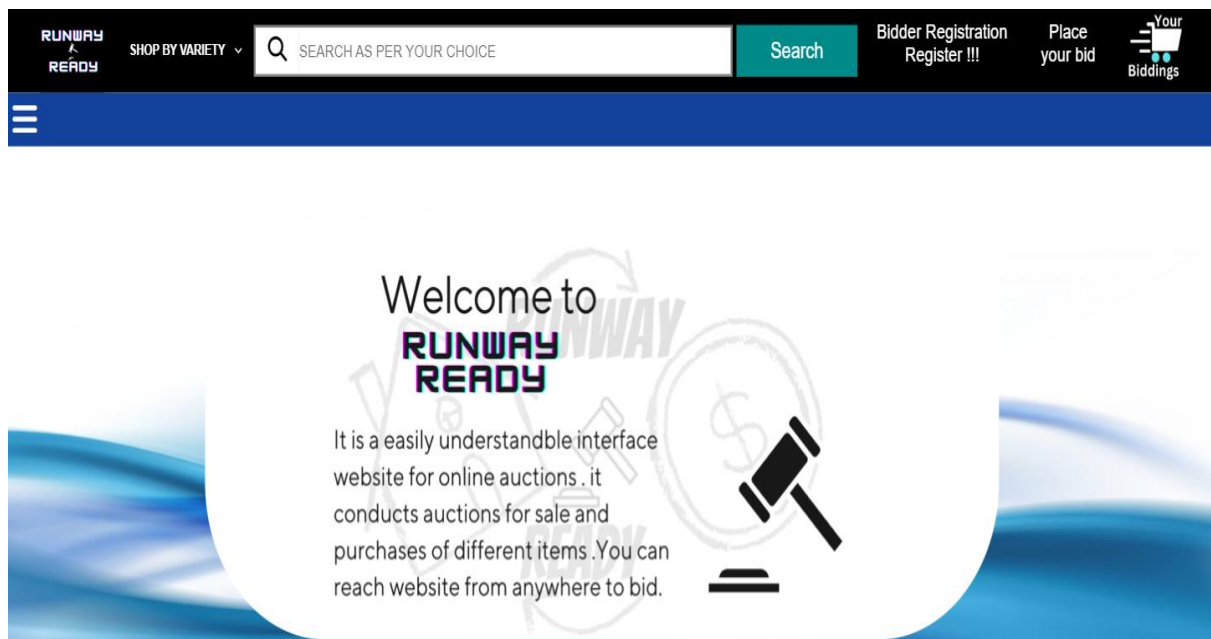 RUNWAY
READY
SHOP BY VARIETY
SEARCH AS PER YOUR CHOICE
Search
Bidder Registration
Register !!!
Place
your bid
Your
Biddings
Welcome to
RUNWAY
READY
RUNWAY
READY
It is a easily understandble interface
website for online auctions . it
conducts auctions for sale and
purchases of different items .You can
reach website from anywhere to bid.